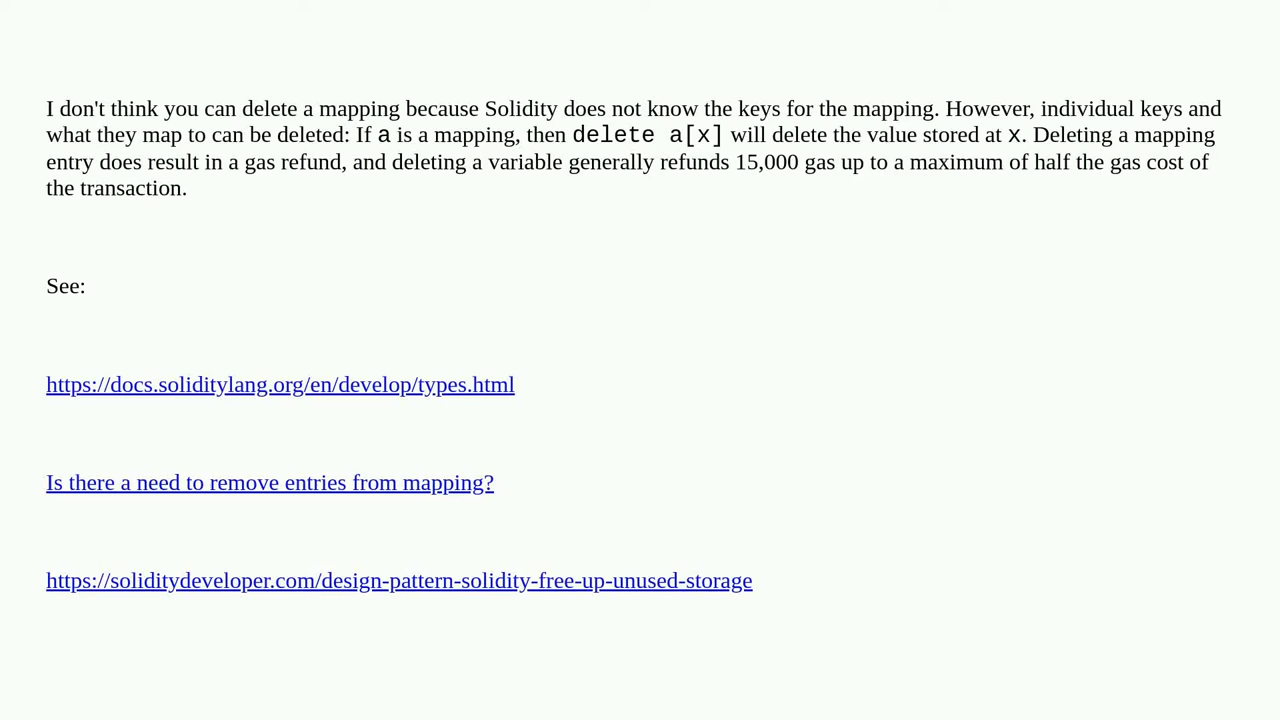 I don't think you can delete a mapping because Solidity does not know the keys for the mapping. However, individual keys and
what they map to can be deleted: If a is a mapping, then delete a[x] will delete the value stored at x. Deleting a mapping
entry does result in a gas refund, and deleting a variable generally refunds 15,000 gas up to a maximum of half the gas cost of
the transaction.
See:
https://docs.soliditylang.org/en/develop/types.html
Is there a need to remove entries from mapping?
https://soliditydeveloper.com/design-pattern-solidity-free-up-unused-storage